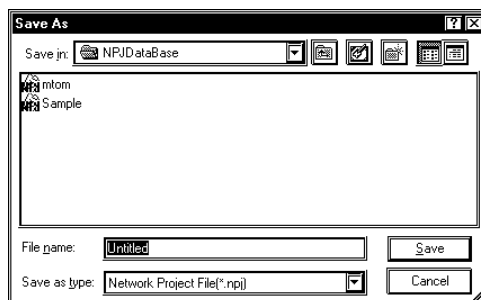 Save As
Save in: NPJDataBase
mtom
Sample
File name: Untitled Save
Save as type: Network Project File(*.npj) Cancel